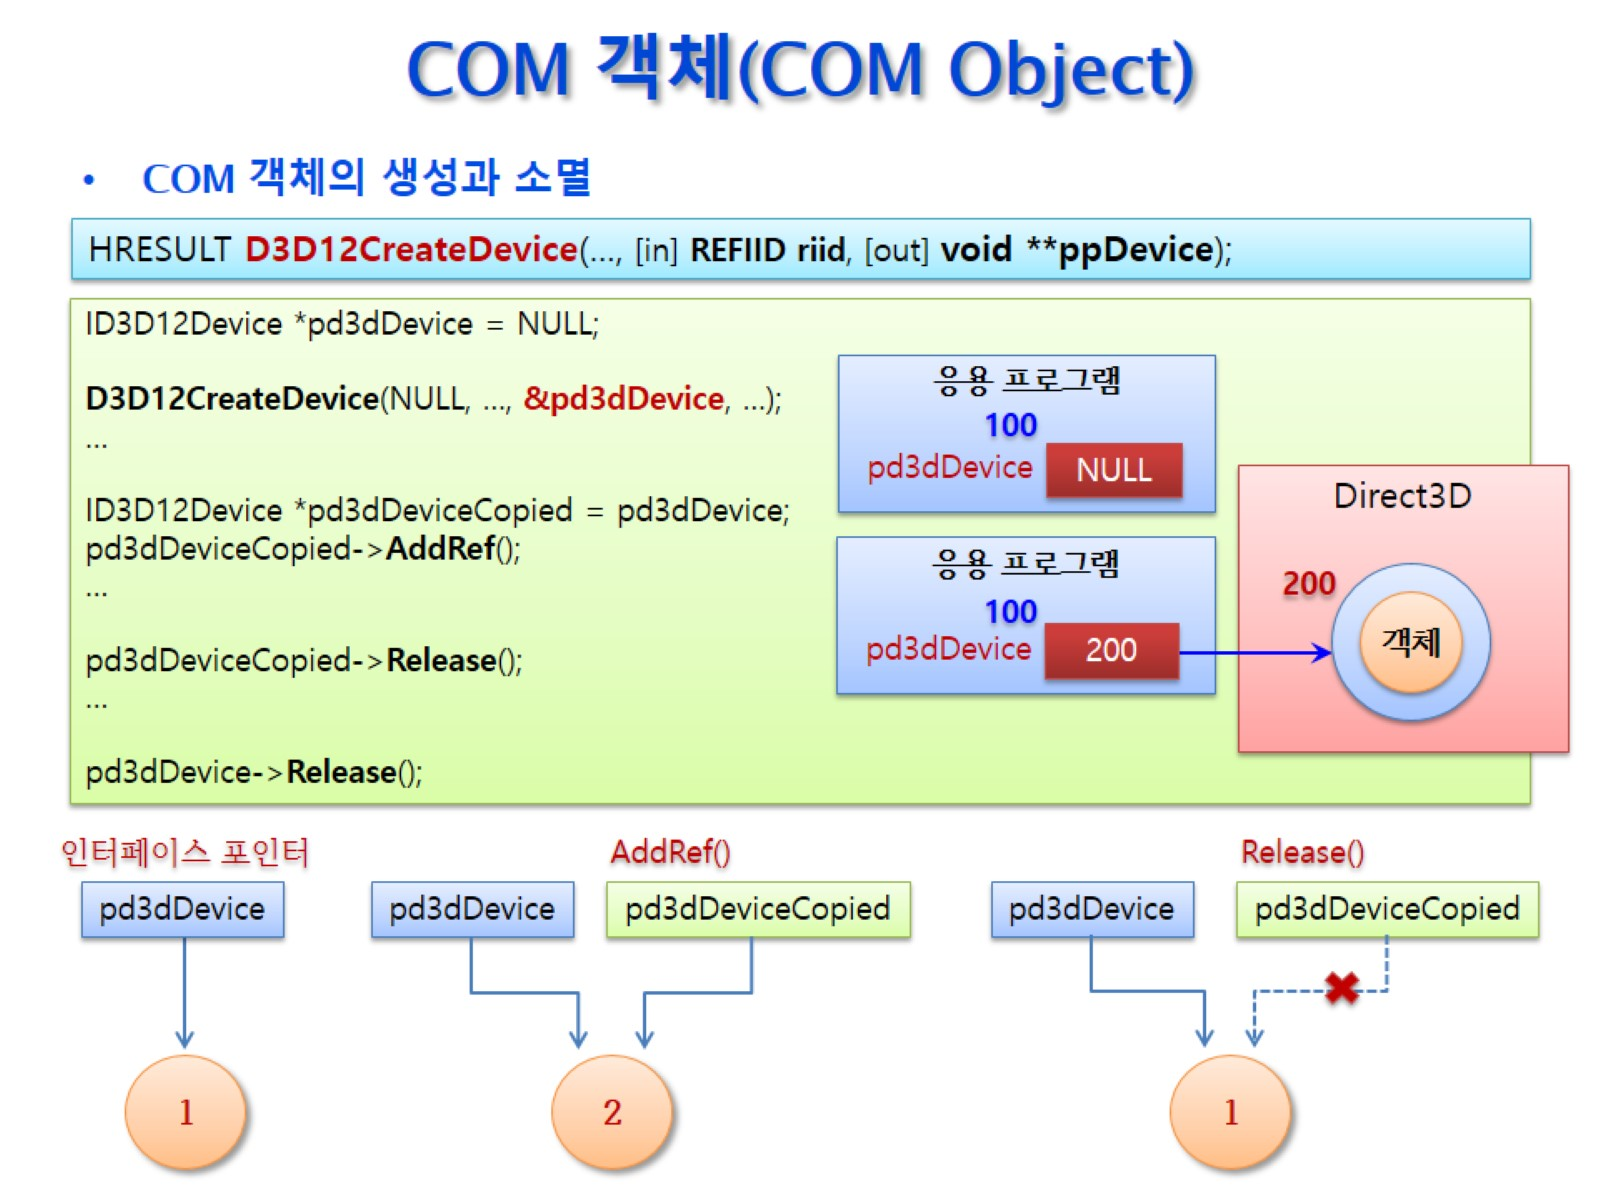 COM 객체(COM Object)
• COM 객체의 생성과 소멸
HRESULT D3D12CreateDevice(..., [in] REFIID riid, [out] void **ppDevice);
ID3D12Device *pd3dDevice = NULL;
D3D12CreateDevice(NULL, ..., &pd3dDevice, ...);
...
ID3D12Device *pd3dDeviceCopied = pd3dDevice;
pd3dDeviceCopied->AddRef();
...
pd3dDeviceCopied->Release();
...
pd3dDevice->Release();
응용 프로그램
100
pd3dDevice NULL
응용 프로그램
100
pd3dDevice 200
Direct3D
200
객체
인터페이스 포인터
pd3dDevice
1
AddRef()
pd3dDevice pd3dDeviceCopied
2
Release()
pd3dDevice pd3dDeviceCopied
1